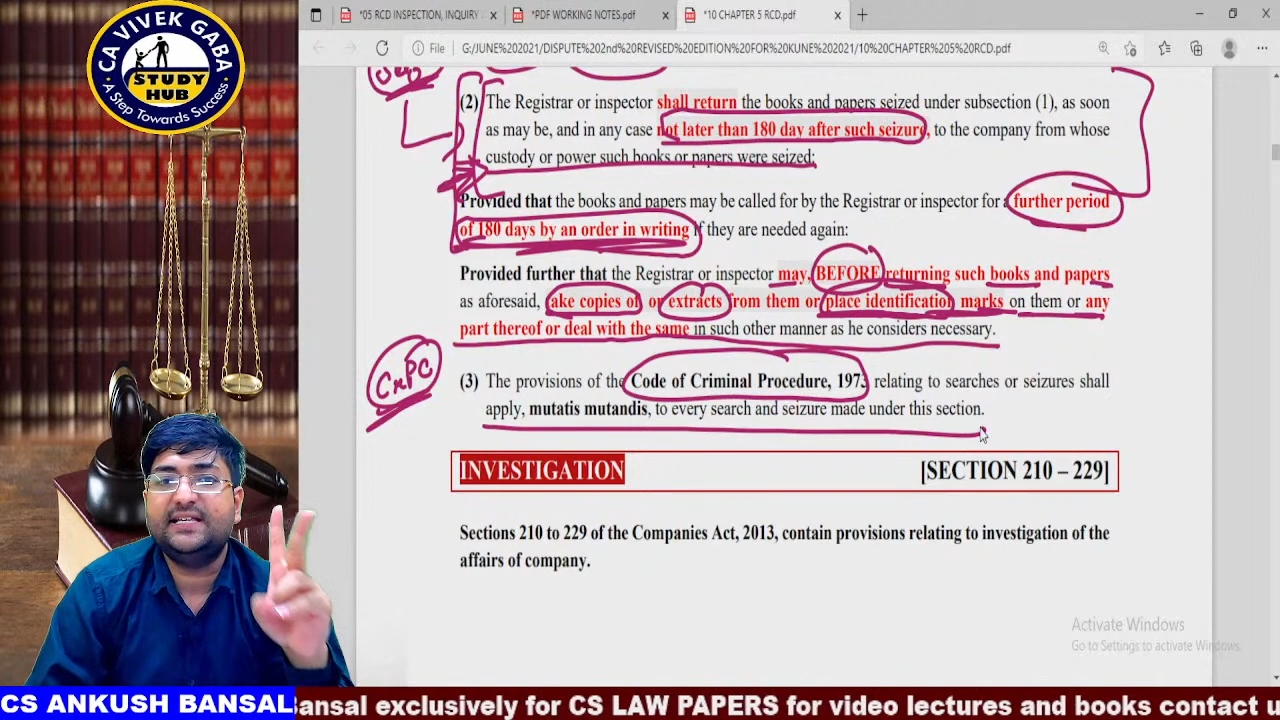 *05 RCD INSPECTION, INQUIRY
*PDF WORKING NOTES.pdf
*10 CHAPTER 5 RCD.pdf
File
G:/JUNE%202021/DISPUTE%202nd%20REVISED%20EDITION%20FOR%20KUNE%2021/10%20CHAPTER%205%20RCD.pdf
CA VIVEK GABA
STUDY
HUB
A Step Towards Success
(2) The Registrar or inspector shall return the books and papers seized under subsection (1), as soon
as may be, and in any case not later than 180 day after such seizure, to the company from whose
custody or power such books or papers were seized:
Provided that the books and papers may be called for by the Registrar or inspector for a further period
of 180 days by an order in writing if they are needed again:
Provided further that the Registrar or inspector may, BEFORE returning such books and papers
as aforesaid, take copies of or extracts from them or place identification marks on them or any
part thereof or deal with the same in such other manner as he considers necessary.
CrPC
(3) The provisions of the Code of Criminal Procedure, 1973 relating to searches or seizures shall
apply, mutatis mutandis, to every search and seizure made under this section.
INVESTIGATION [SECTION 210 – 229]
Sections 210 to 229 of the Companies Act, 2013, contain provisions relating to investigation of the
affairs of company.
Activate Windows
Go to Settings to activate Windows.
CS ANKUSH BANSAL
Bansal exclusively for CS LAW PAPERS for video lectures and books contact u